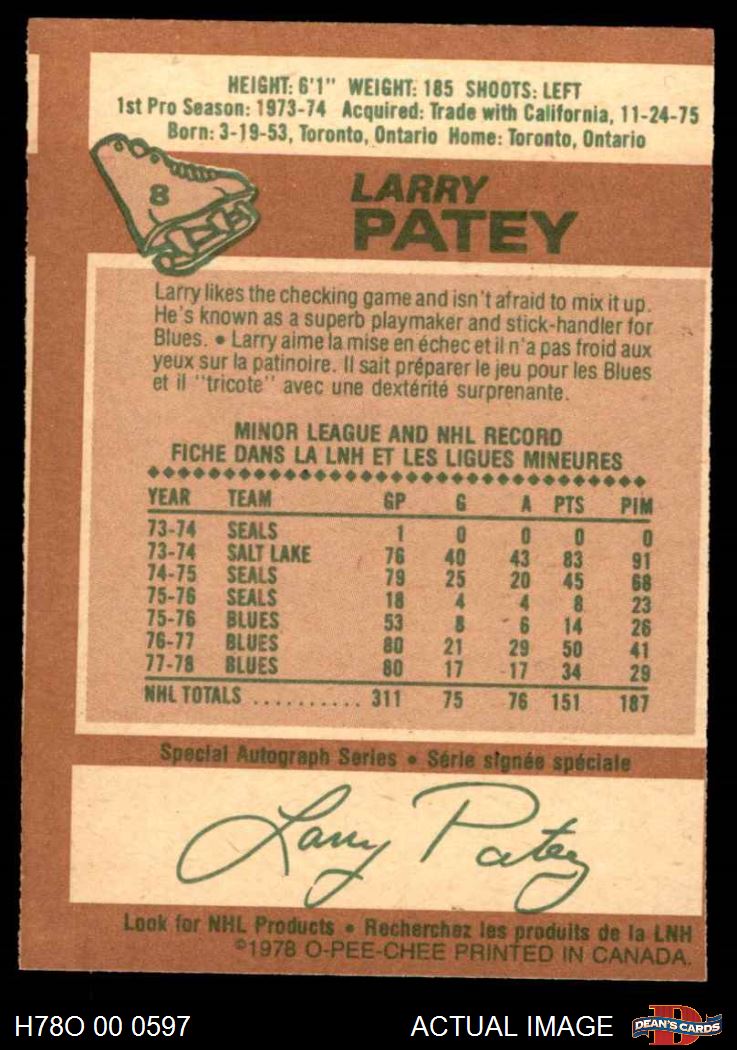 HEIGHT: 6'1" WEIGHT: 185 SHOOTS: LEFT
1st Pro Season: 1973-74 Acquired: Trade with California, 11-24-75
Born: 3-19-53, Toronto, Ontario Home: Toronto, Ontario
8
LARRY
PATEY
Larry likes the checking game and isn't afraid to mix it up.
He's known as a superb playmaker and stick-handler for
Blues. • Larry aime la mise en échec et il n'a pas froid aux
yeux sur la patinoire. Il sait préparer le jeu pour les Blues
et il "tricote" avec une dextérité surprenante.
MINOR LEAGUE AND NHL RECORD
FICHE DANS LA LNH ET LES LIGUES MINEURES
YEAR TEAM GP G A PTS PIM
73-74 SEALS 1 0 0 0 0
73-74 SALT LAKE 76 40 43 83 91
74-75 SEALS 79 25 20 45 68
75-76 SEALS 18 4 4 8 23
75-76 BLUES 53 8 6 14 26
76-77 BLUES 80 21 29 50 41
77-78 BLUES 80 17 17 34 29
NHL TOTALS .......... 311 75 76 151 187
Special Autograph Series • Série signée spéciale
Larry Patey
Look for NHL Products • Recherchez les produits de la LNH
©1978 O-PEE-CHEE PRINTED IN CANADA.
H78O 00 0597 ACTUAL IMAGE DEAN'S CARDS